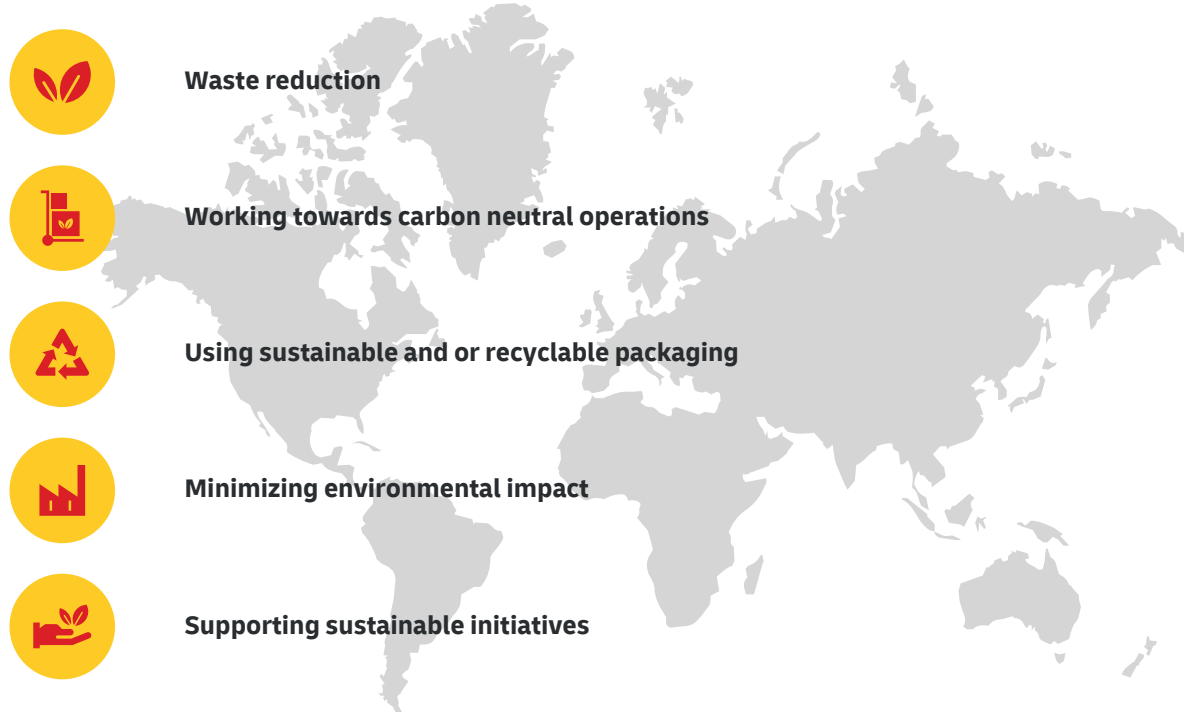 Waste reduction
Working towards carbon neutral operations
Using sustainable and or recyclable packaging
Minimizing environmental impact
Supporting sustainable initiatives